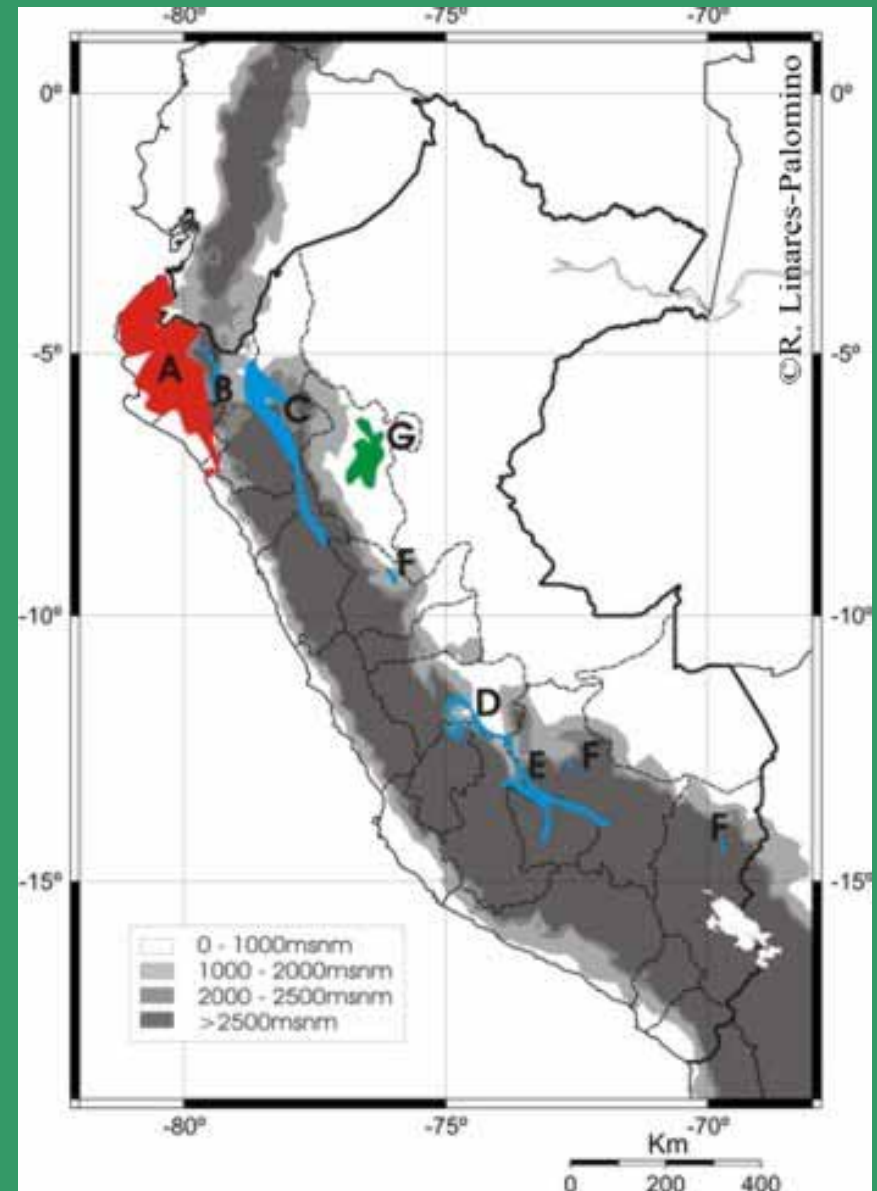 -80º -75º -70º
©R. Linares-Palomino
0º 0º
-5º -5º
A
B
C
G
F
-10º -10º
D
E
F
F
-15º -15º
0 - 1000msnm
1000 - 2000msnm
2000 - 2500msnm
>2500msnm
-80º -75º -70º
Km
0 200 400